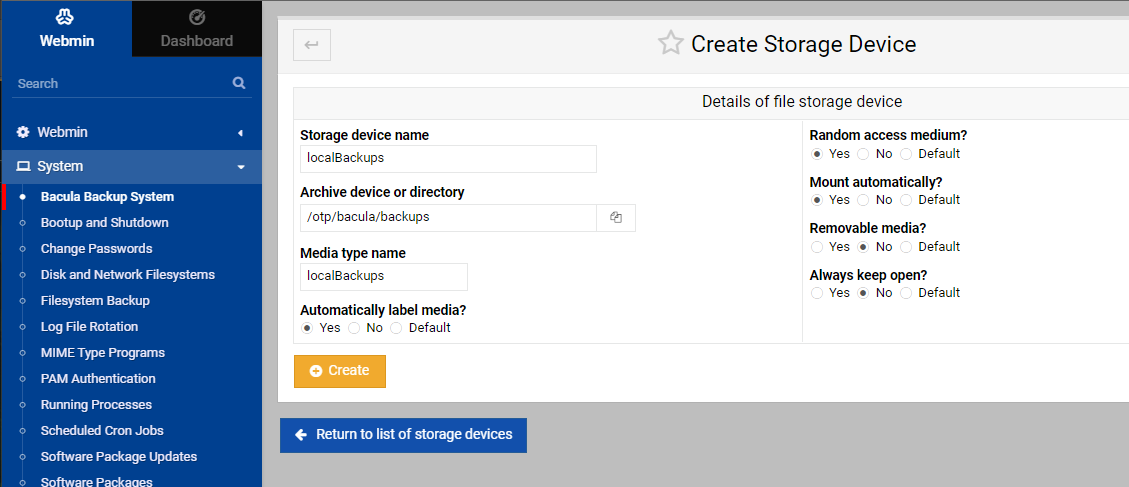 Webmin
Dashboard
Search
Webmin
System
Bacula Backup System
Bootup and Shutdown
Change Passwords
Disk and Network Filesystems
Filesystem Backup
Log File Rotation
MIME Type Programs
PAM Authentication
Running Processes
Scheduled Cron Jobs
Software Package Updates
Software Packages
Create Storage Device
Details of file storage device
Storage device name
localBackups
Archive device or directory
/otp/bacula/backups
Media type name
localBackups
Automatically label media?
Yes No Default
Random access medium?
Yes No Default
Mount automatically?
Yes No Default
Removable media?
Yes No Default
Always keep open?
Yes No Default
Create
Return to list of storage devices